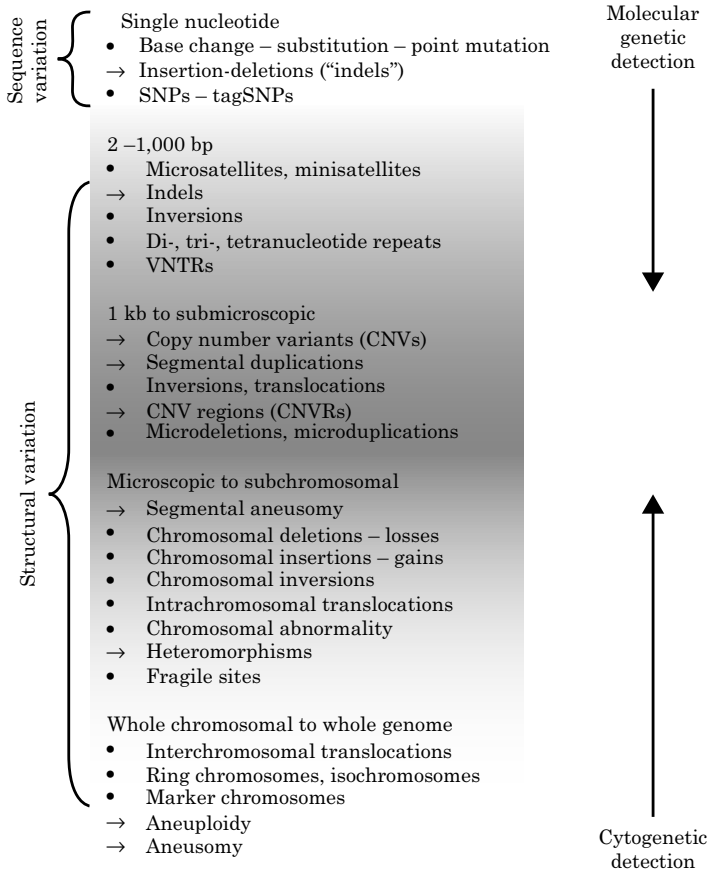 Sequence
variation
Single nucleotide
• Base change – substitution – point mutation
→ Insertion-deletions (“indels”)
• SNPs – tagSNPs
Molecular
genetic
detection
Structural variation
2 –1,000 bp
• Microsatellites, minisatellites
→ Indels
• Inversions
• Di-, tri-, tetranucleotide repeats
• VNTRs
1 kb to submicroscopic
→ Copy number variants (CNVs)
→ Segmental duplications
• Inversions, translocations
→ CNV regions (CNVRs)
• Microdeletions, microduplications
Microscopic to subchromosomal
→ Segmental aneusomy
• Chromosomal deletions – losses
• Chromosomal insertions – gains
• Chromosomal inversions
• Intrachromosomal translocations
• Chromosomal abnormality
→ Heteromorphisms
• Fragile sites
Whole chromosomal to whole genome
• Interchromosomal translocations
• Ring chromosomes, isochromosomes
• Marker chromosomes
→ Aneuploidy
→ Aneusomy
Cytogenetic
detection